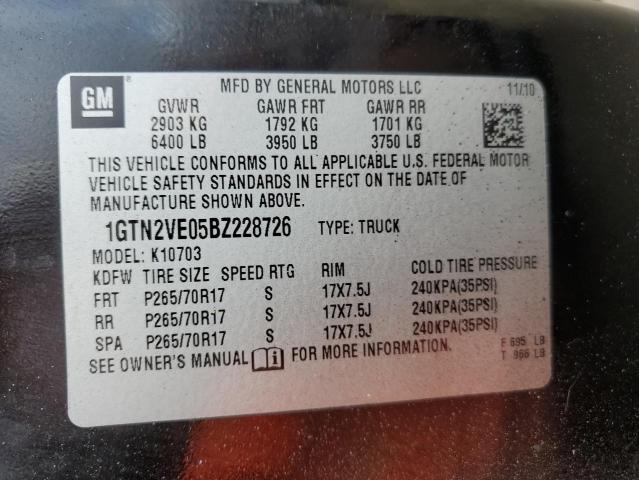 GM
MFD BY GENERAL MOTORS LLC 11/10
GVWR GAWR FRT GAWR RR
2903 KG 1792 KG 1701 KG
6400 LB 3950 LB 3750 LB
THIS VEHICLE CONFORMS TO ALL APPLICABLE U.S. FEDERAL MOTOR
VEHICLE SAFETY STANDARDS IN EFFECT ON THE DATE OF
MANUFACTURE SHOWN ABOVE.
1GTN2VE05BZ228726 TYPE: TRUCK
MODEL: K10703
KDFW TIRE SIZE SPEED RTG RIM COLD TIRE PRESSURE
FRT P265/70R17 S 17X7.5J 240KPA(35PSI)
RR P265/70R17 S 17X7.5J 240KPA(35PSI)
SPA P265/70R17 S 17X7.5J 240KPA(35PSI)
SEE OWNER'S MANUAL FOR MORE INFORMATION.
F 695 LB
T 966 LB